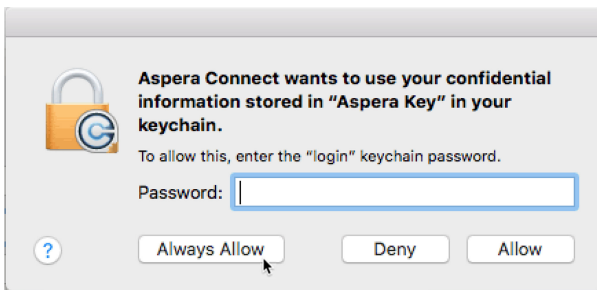 Aspera Connect wants to use your confidential
information stored in “Aspera Key” in your
keychain.
To allow this, enter the “login” keychain password.
Password:
?
Always Allow
Deny
Allow